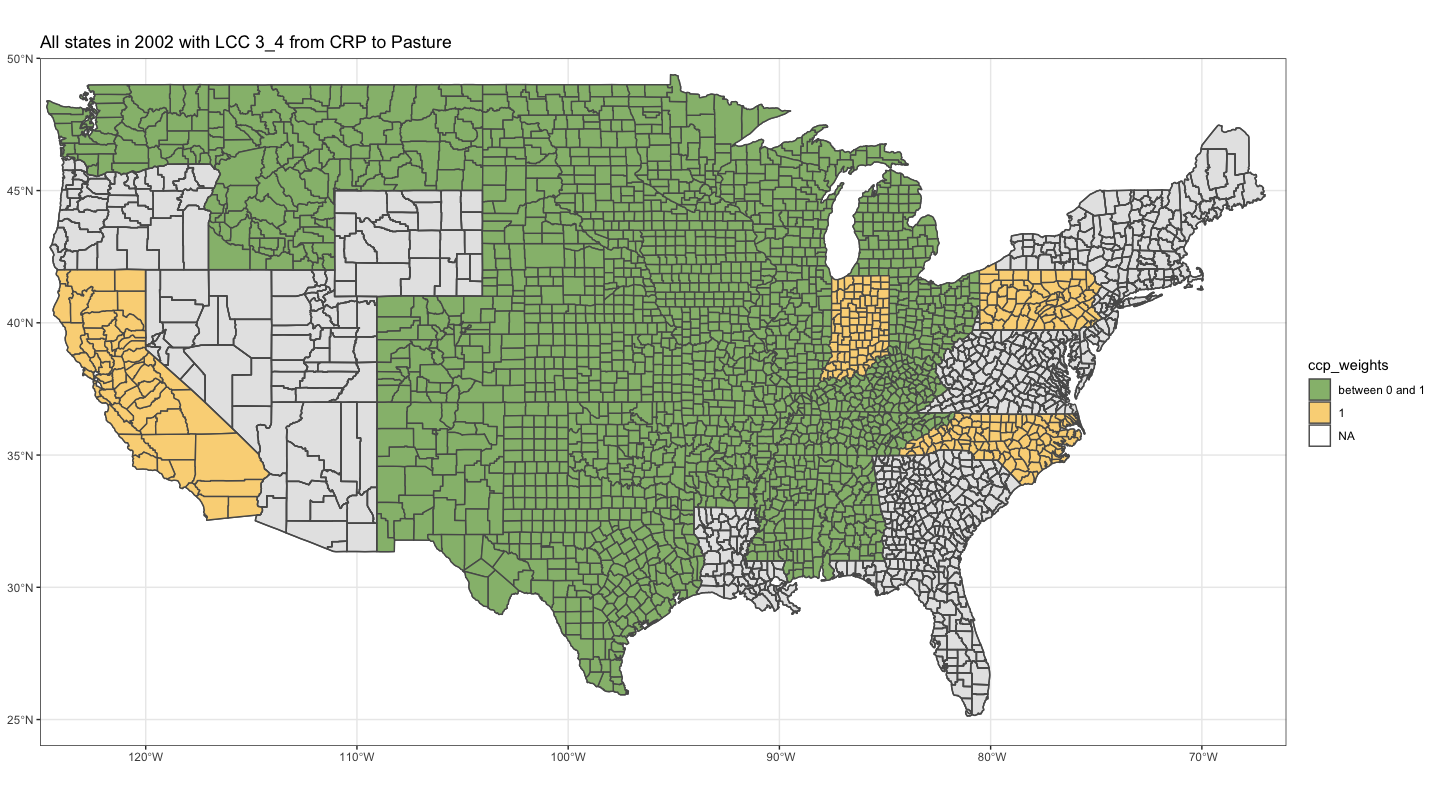 All states in 2002 with LCC 3_4 from CRP to Pasture
50°N
45°N
40°N
35°N
30°N
25°N
120°W
110°W
100°W
90°W
80°W
70°W
ccp_weights
between 0 and 1
1
NA